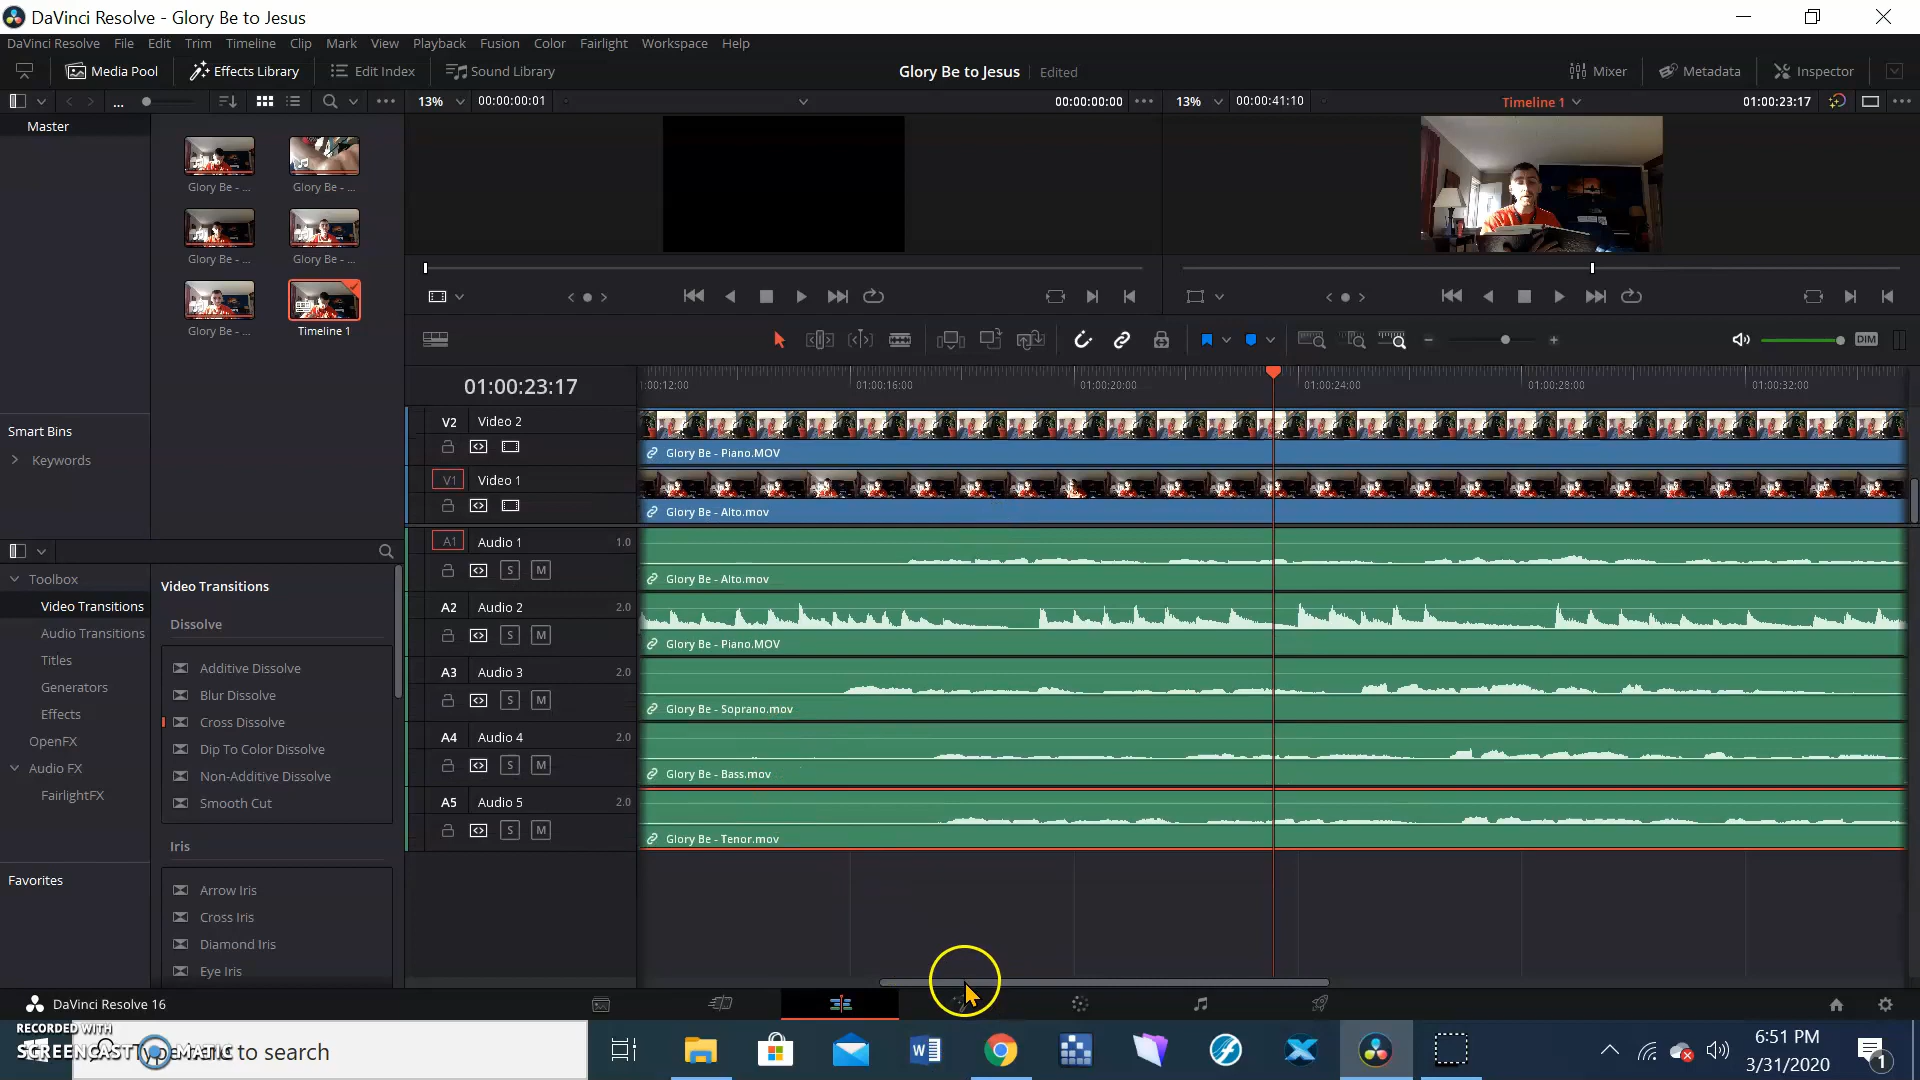 DaVinci Resolve - Glory Be to Jesus
DaVinci Resolve File Edit Trim Timeline Clip Mark View Playback Fusion Color Fairlight Workspace Help
Media Pool Effects Library Edit Index Sound Library Glory Be to Jesus Edited Mixer Metadata Inspector
... 13% 00:00:00:01 00:00:00:00 13% 00:00:41:10 Timeline 1 01:00:23:17
Master
Glory Be - ... Glory Be - ...
Glory Be - ... Glory Be - ...
Glory Be - ... Timeline 1
DIM
01:00:23:17
:00:12:00 01:00:16:00 01:00:20:00 01:00:24:00 01:00:28:00 01:00:32:00
V2 Video 2
Glory Be - Piano.MOV
V1 Video 1
Glory Be - Alto.mov
A1 Audio 1 1.0
S M
Glory Be - Alto.mov
A2 Audio 2 2.0
S M
Glory Be - Piano.MOV
A3 Audio 3 2.0
S M
Glory Be - Soprano.mov
A4 Audio 4 2.0
S M
Glory Be - Bass.mov
A5 Audio 5 2.0
S M
Glory Be - Tenor.mov
Smart Bins
Keywords
Toolbox
Video Transitions
Audio Transitions
Titles
Generators
Effects
OpenFX
Audio FX
FairlightFX
Favorites
Video Transitions
Dissolve
Additive Dissolve
Blur Dissolve
Cross Dissolve
Dip To Color Dissolve
Non-Additive Dissolve
Smooth Cut
Iris
Arrow Iris
Cross Iris
Diamond Iris
Eye Iris
DaVinci Resolve 16
RECORDED WITH
SCREENCAST MATIC
Type here to search
W
6:51 PM
3/31/2020
1